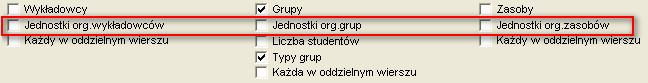 Wykładowcy Grupy Zasoby
Jednostki org.wykładowców Jednostki org.grup Jednostki org.zasobów
Każdy w oddzielnym wierszu Liczba studentów Każdy w oddzielnym wierszu
Typy grup
Każda w oddzielnym wierszu